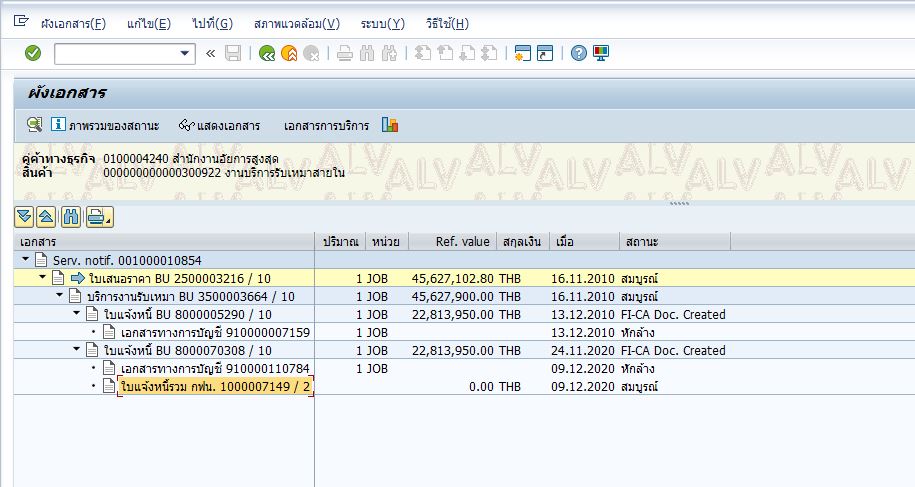 ผังเอกสาร(F) แก้ไข(E) ไปที่(G) สภาพแวดล้อม(V) ระบบ(Y) วิธีใช้(H)
ผังเอกสาร
ภาพรวมของสถานะ แสดงเอกสาร เอกสารการบริการ
คู่ค้าทางธุรกิจ 0100004240 สำนักงานอัยการสูงสุด
สินค้า 000000000000300922 งานบริการรับเหมาสายใน
ALV ALV ALV ALV ALV ALV ALV
เอกสาร ปริมาณ หน่วย Ref. value สกุลเงิน เมื่อ สถานะ
Serv. notif. 001000010854
ใบเสนอราคา BU 2500003216 / 10 1 JOB 45,627,102.80 THB 16.11.2010 สมบูรณ์
บริการงานรับเหมา BU 3500003664 / 10 1 JOB 45,627,900.00 THB 16.11.2010 สมบูรณ์
ใบแจ้งหนี้ BU 8000005290 / 10 1 JOB 22,813,950.00 THB 13.12.2010 FI-CA Doc. Created
เอกสารทางการบัญชี 910000007159 1 JOB 13.12.2010 หักล้าง
ใบแจ้งหนี้ BU 8000070308 / 10 1 JOB 22,813,950.00 THB 24.11.2020 FI-CA Doc. Created
เอกสารทางการบัญชี 910000110784 1 JOB 09.12.2020 หักล้าง
ใบแจ้งหนี้รวม กฟน. 1000007149 / 2 0.00 THB 09.12.2020 สมบูรณ์